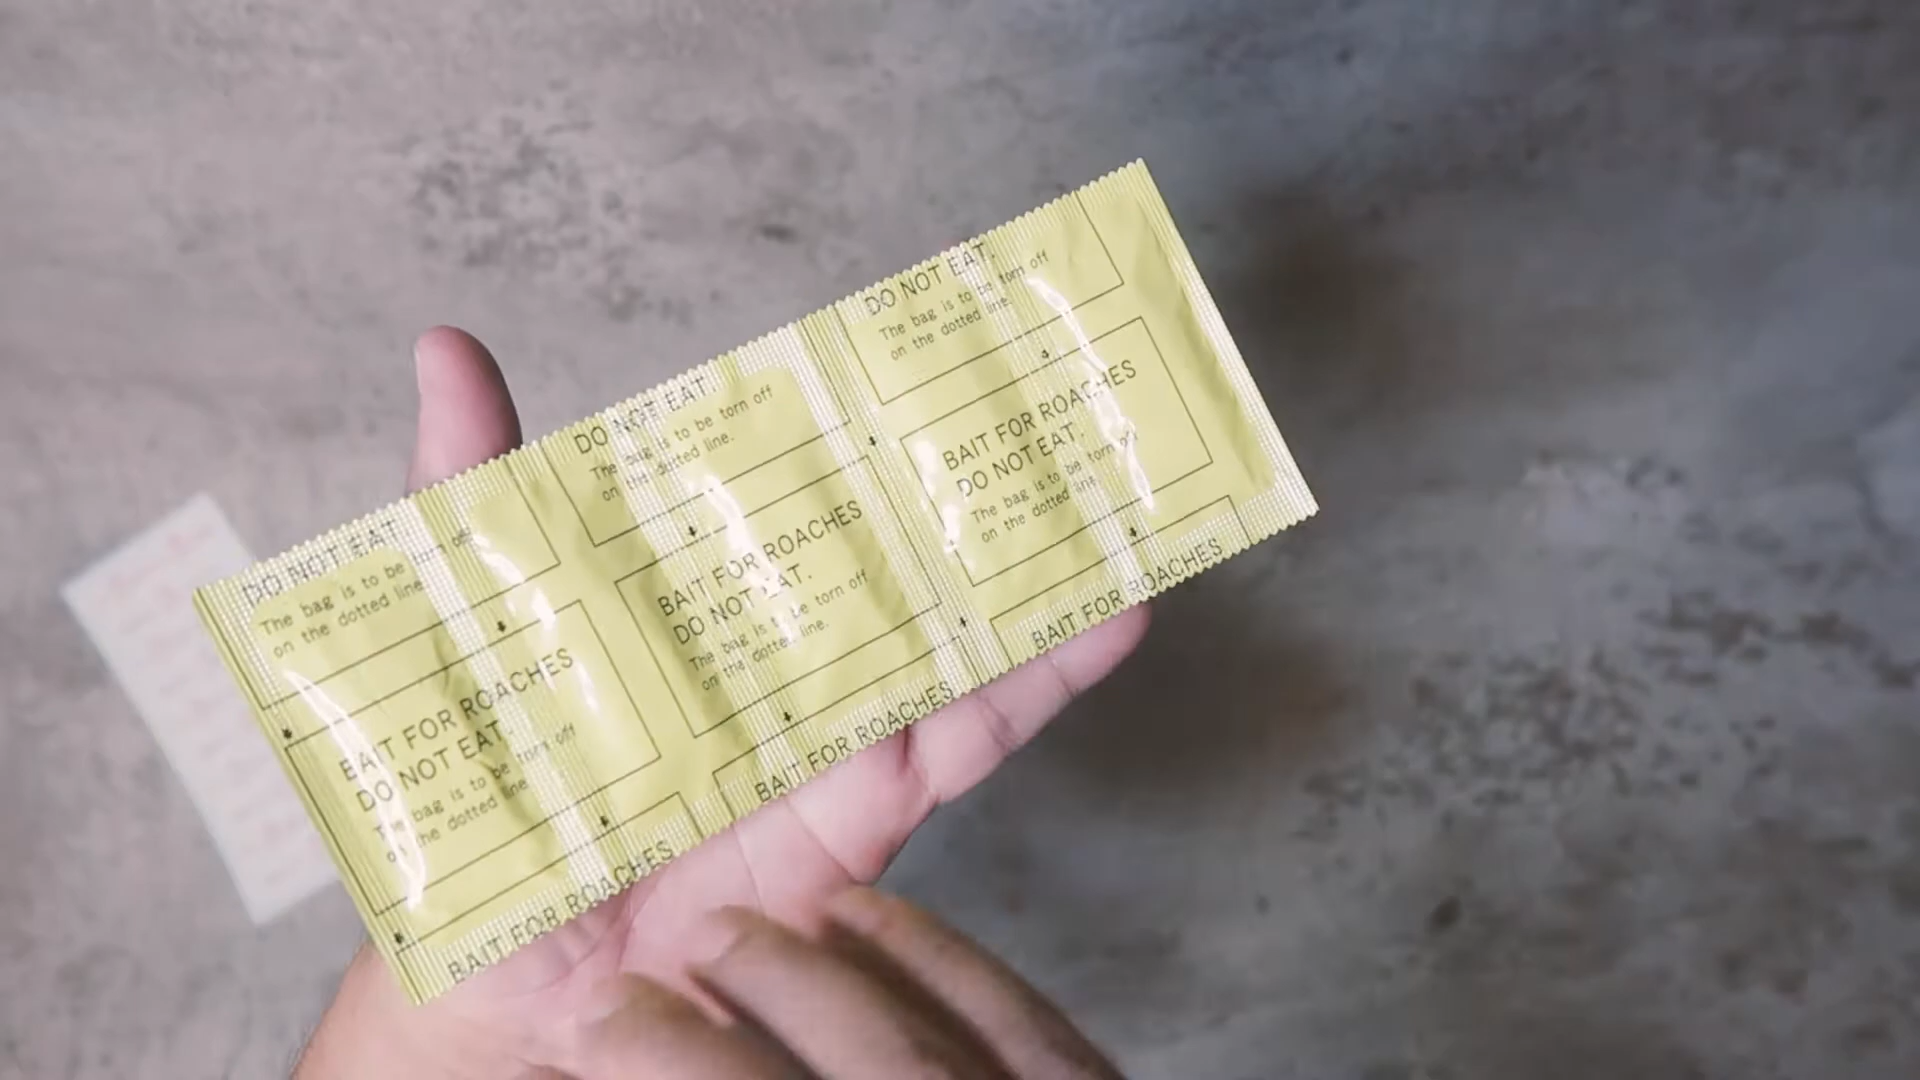 DO NOT EAT.
The bag is to be torn off
on the dotted line.
BAIT FOR ROACHES
DO NOT EAT.
The bag is to be torn off
on the dotted line.
BAIT FOR ROACHES
DO NOT EAT.
The bag is to be torn off
on the dotted line.
BAIT FOR ROACHES
DO NOT EAT.
The bag is to be torn off
on the dotted line.
BAIT FOR ROACHES
DO NOT EAT.
The bag is to be torn off
on the dotted line.
BAIT FOR ROACHES
DO NOT EAT.
The bag is to be torn off
on the dotted line.
BAIT FOR ROACHES